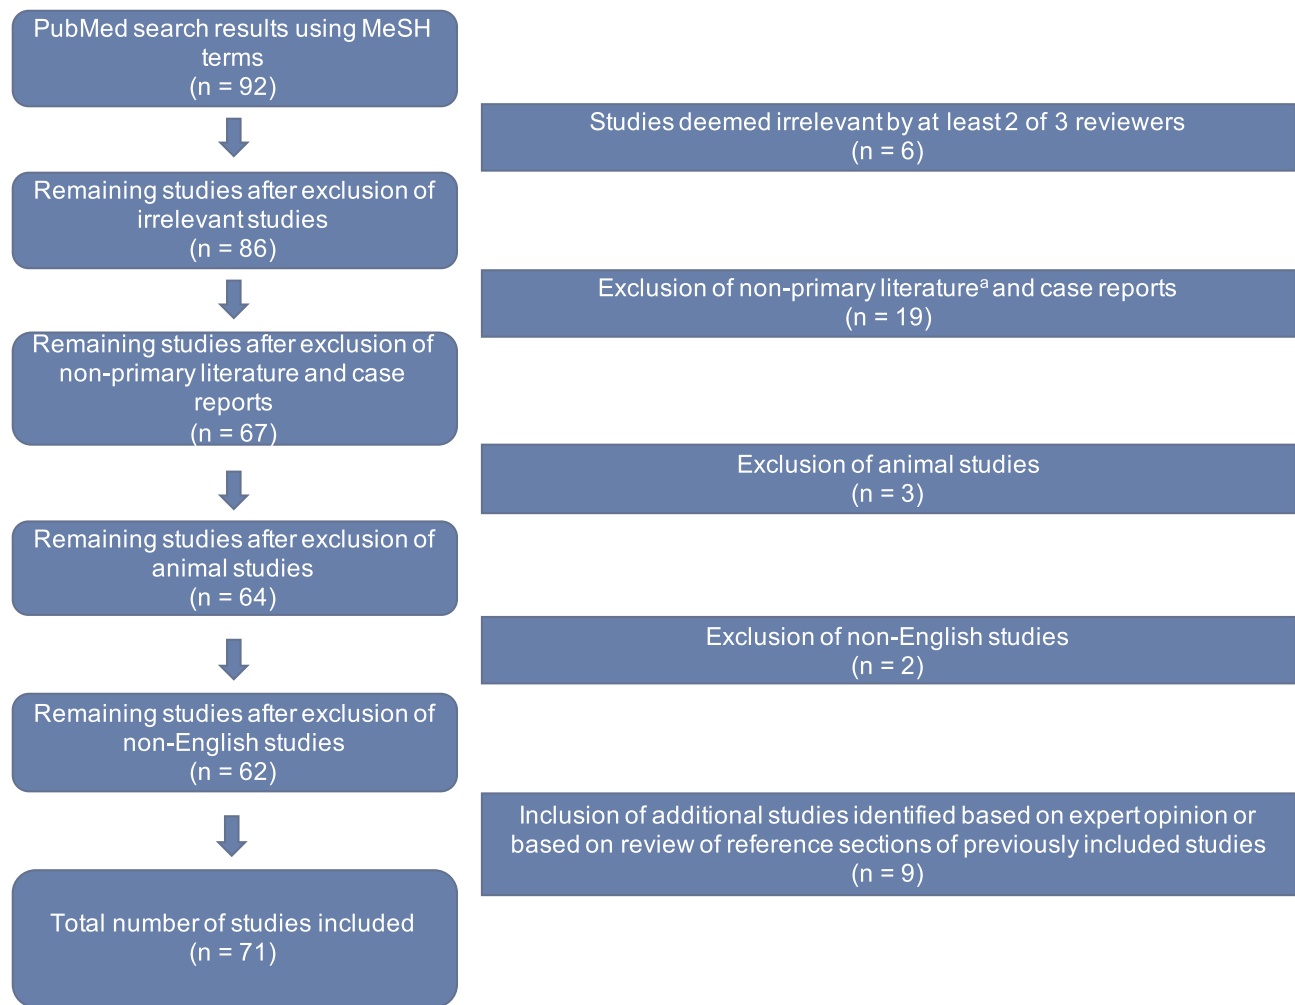 PubMed search results using MeSH
terms
(n = 92)
Studies deemed irrelevant by at least 2 of 3 reviewers
(n = 6)
Remaining studies after exclusion of
irrelevant studies
(n = 86)
Exclusion of non-primary literatureᵃ and case reports
(n = 19)
Remaining studies after exclusion of
non-primary literature and case
reports
(n = 67)
Exclusion of animal studies
(n = 3)
Remaining studies after exclusion of
animal studies
(n = 64)
Exclusion of non-English studies
(n = 2)
Remaining studies after exclusion of
non-English studies
(n = 62)
Inclusion of additional studies identified based on expert opinion or
based on review of reference sections of previously included studies
(n = 9)
Total number of studies included
(n = 71)